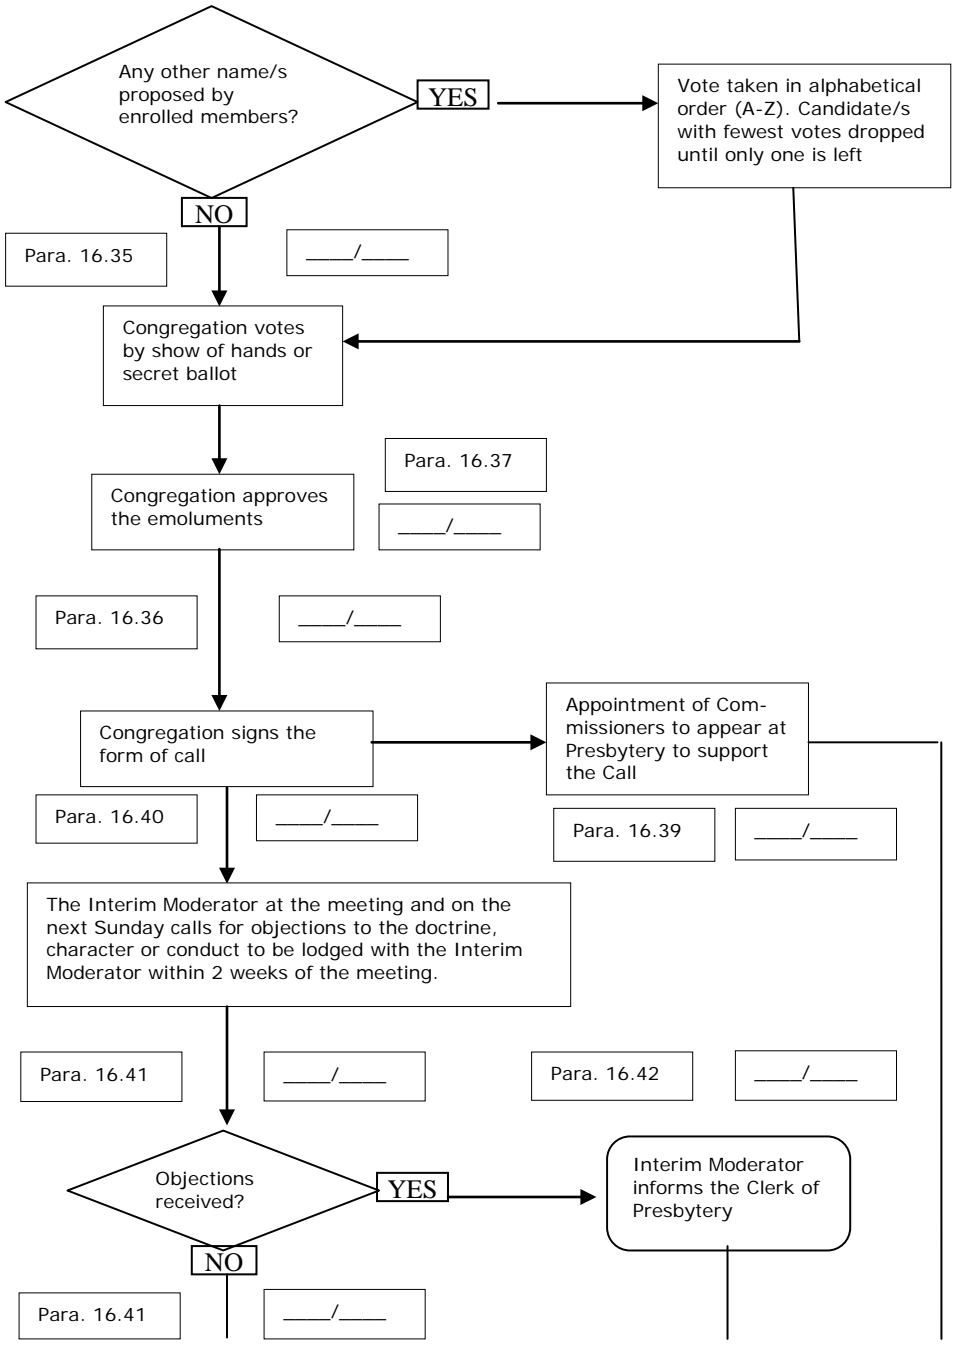 Any other name/s
proposed by
enrolled members?
YES
Vote taken in alphabetical
order (A-Z). Candidate/s
with fewest votes dropped
until only one is left
NO
Para. 16.35
____/____
Congregation votes
by show of hands or
secret ballot
Para. 16.37
Congregation approves
the emoluments
____/____
Para. 16.36
____/____
Congregation signs the
form of call
Appointment of Com-
missioners to appear at
Presbytery to support
the Call
Para. 16.40
____/____
Para. 16.39
____/____
The Interim Moderator at the meeting and on the
next Sunday calls for objections to the doctrine,
character or conduct to be lodged with the Interim
Moderator within 2 weeks of the meeting.
Para. 16.41
____/____
Para. 16.42
____/____
Objections
received?
YES
Interim Moderator
informs the Clerk of
Presbytery
NO
Para. 16.41
____/____